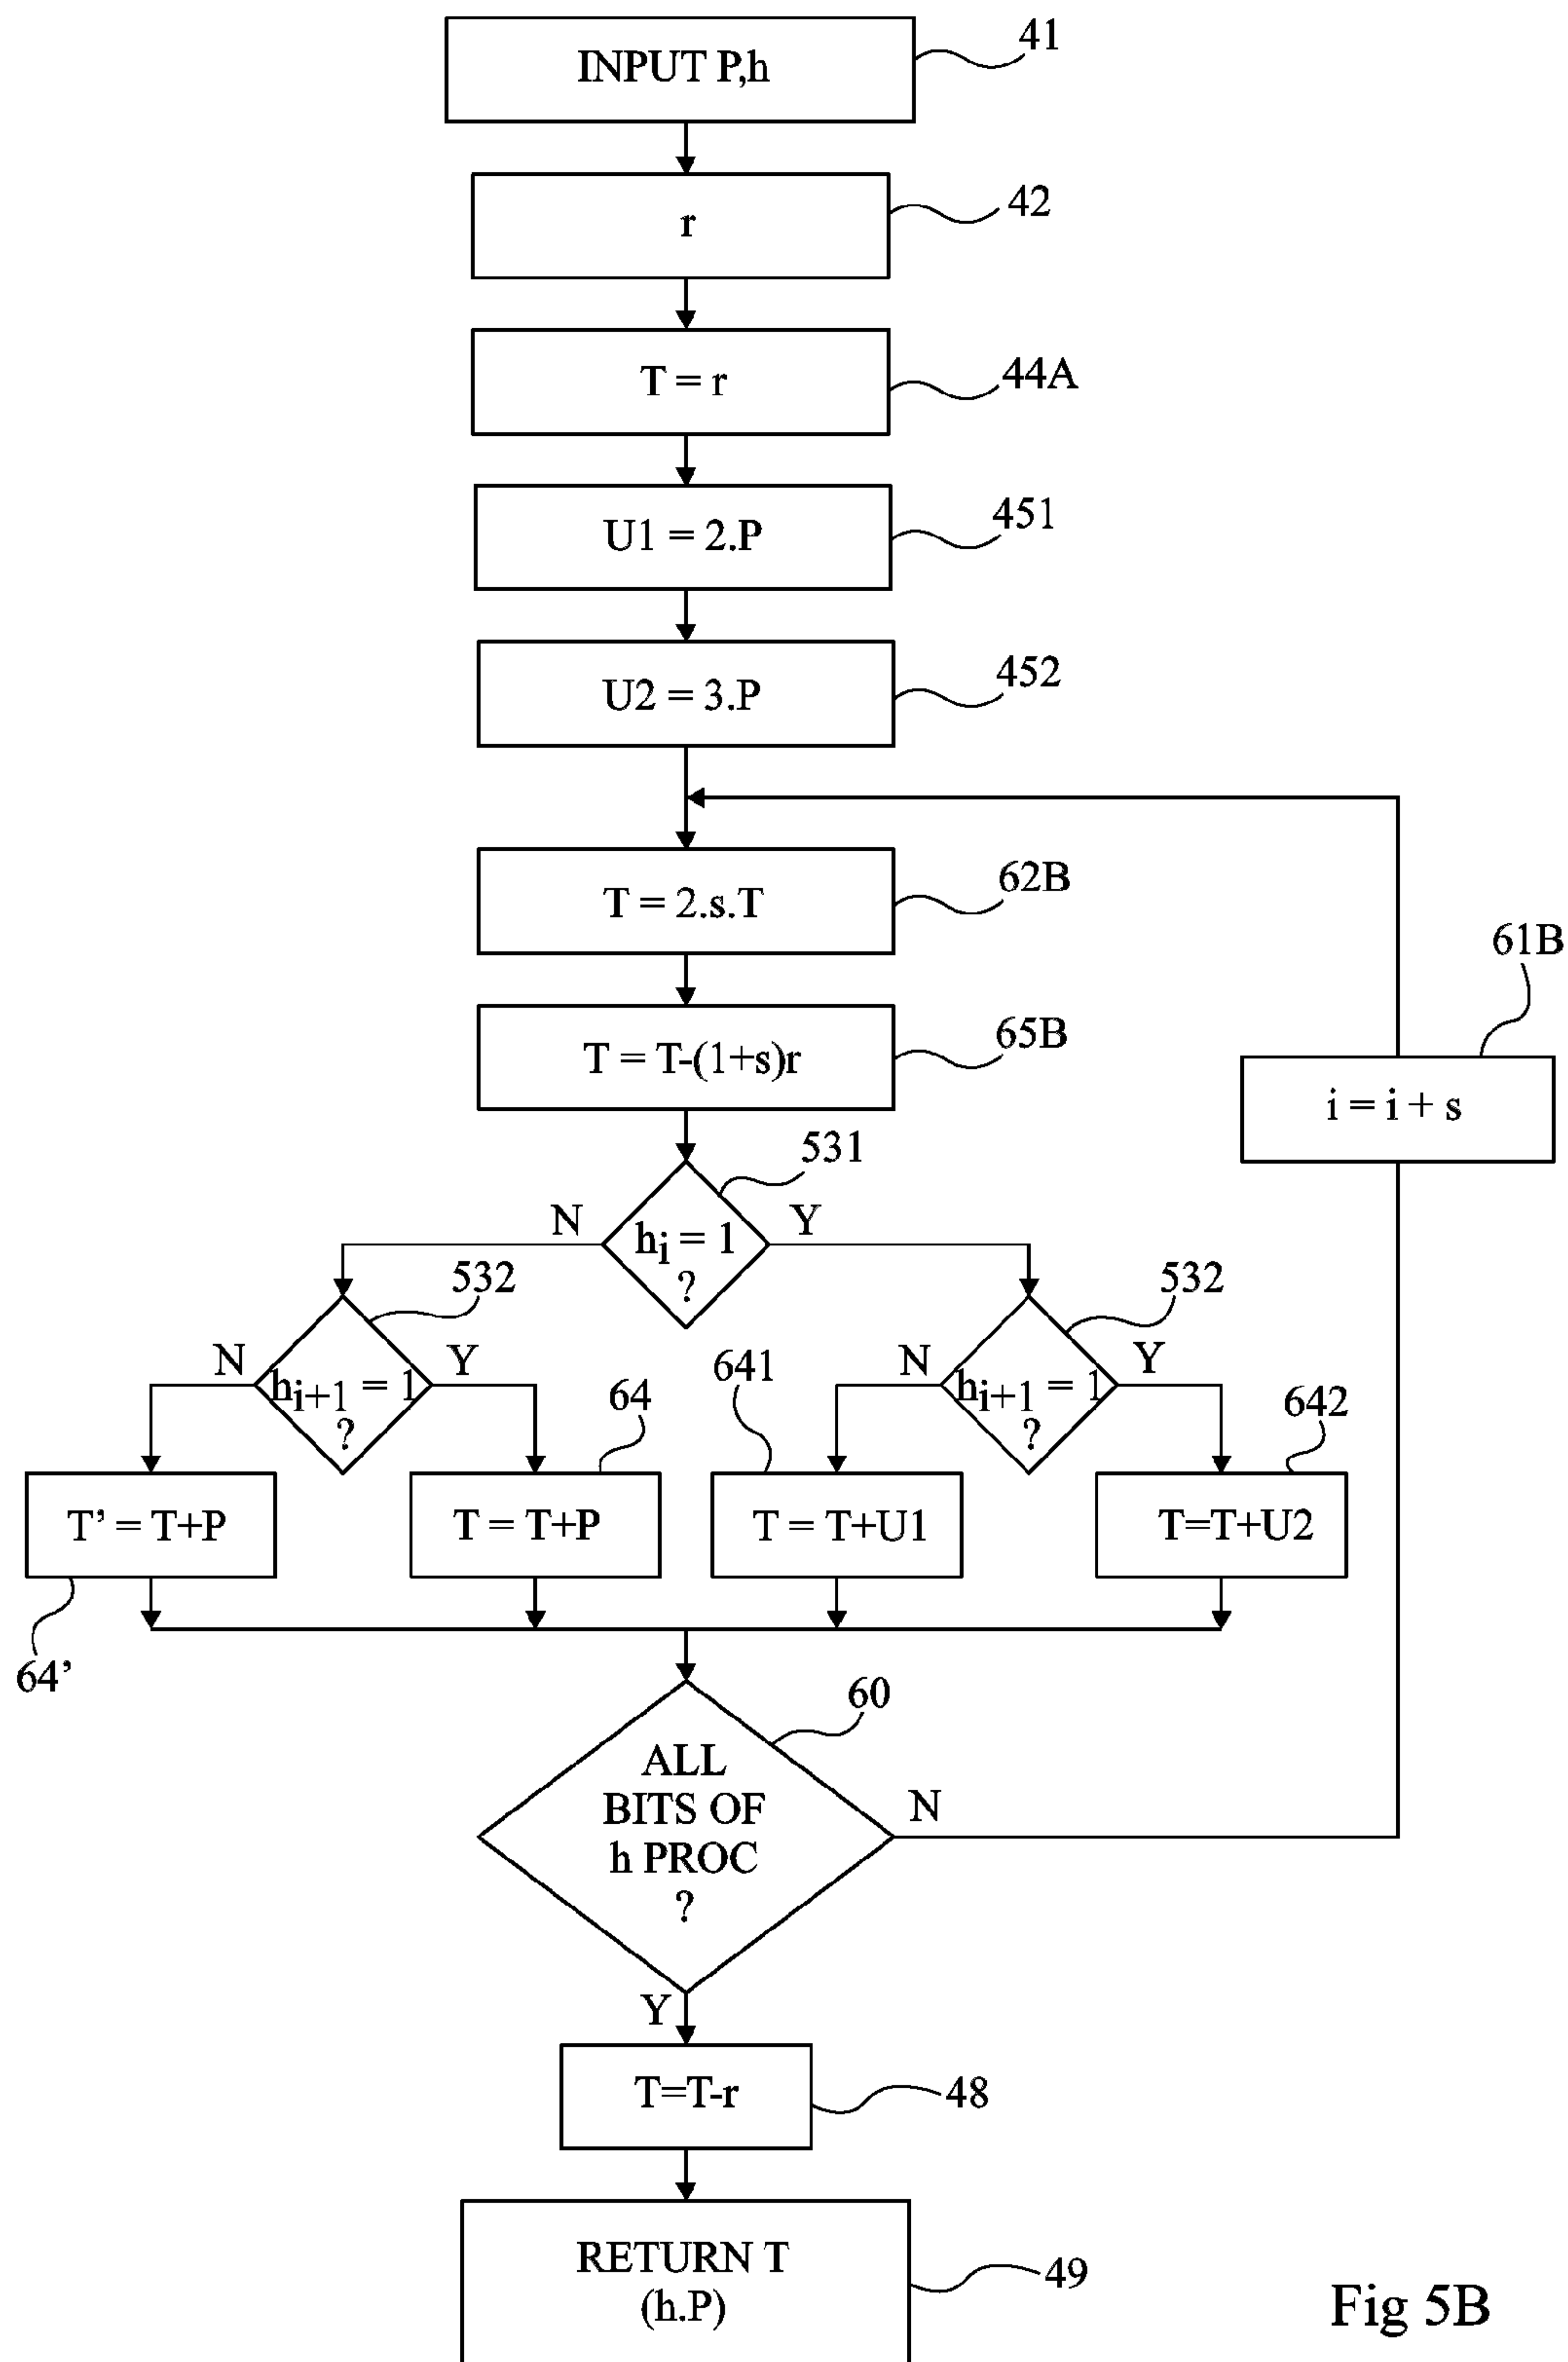 INPUT P,h
41
r
42
T = r
44A
U1 = 2.P
451
U2 = 3.P
452
T = 2.s.T
62B
T = T-(1+s)r
65B
61B
i = i + s
531
N
hi = 1
?
Y
532
N
hi+1 = 1
?
Y
532
N
hi+1 = 1
?
Y
64
641
642
T’ = T+P
T = T+P
T = T+U1
T=T+U2
64’
60
ALL
BITS OF
h PROC
?
N
Y
T=T-r
48
RETURN T
(h.P)
49
Fig 5B